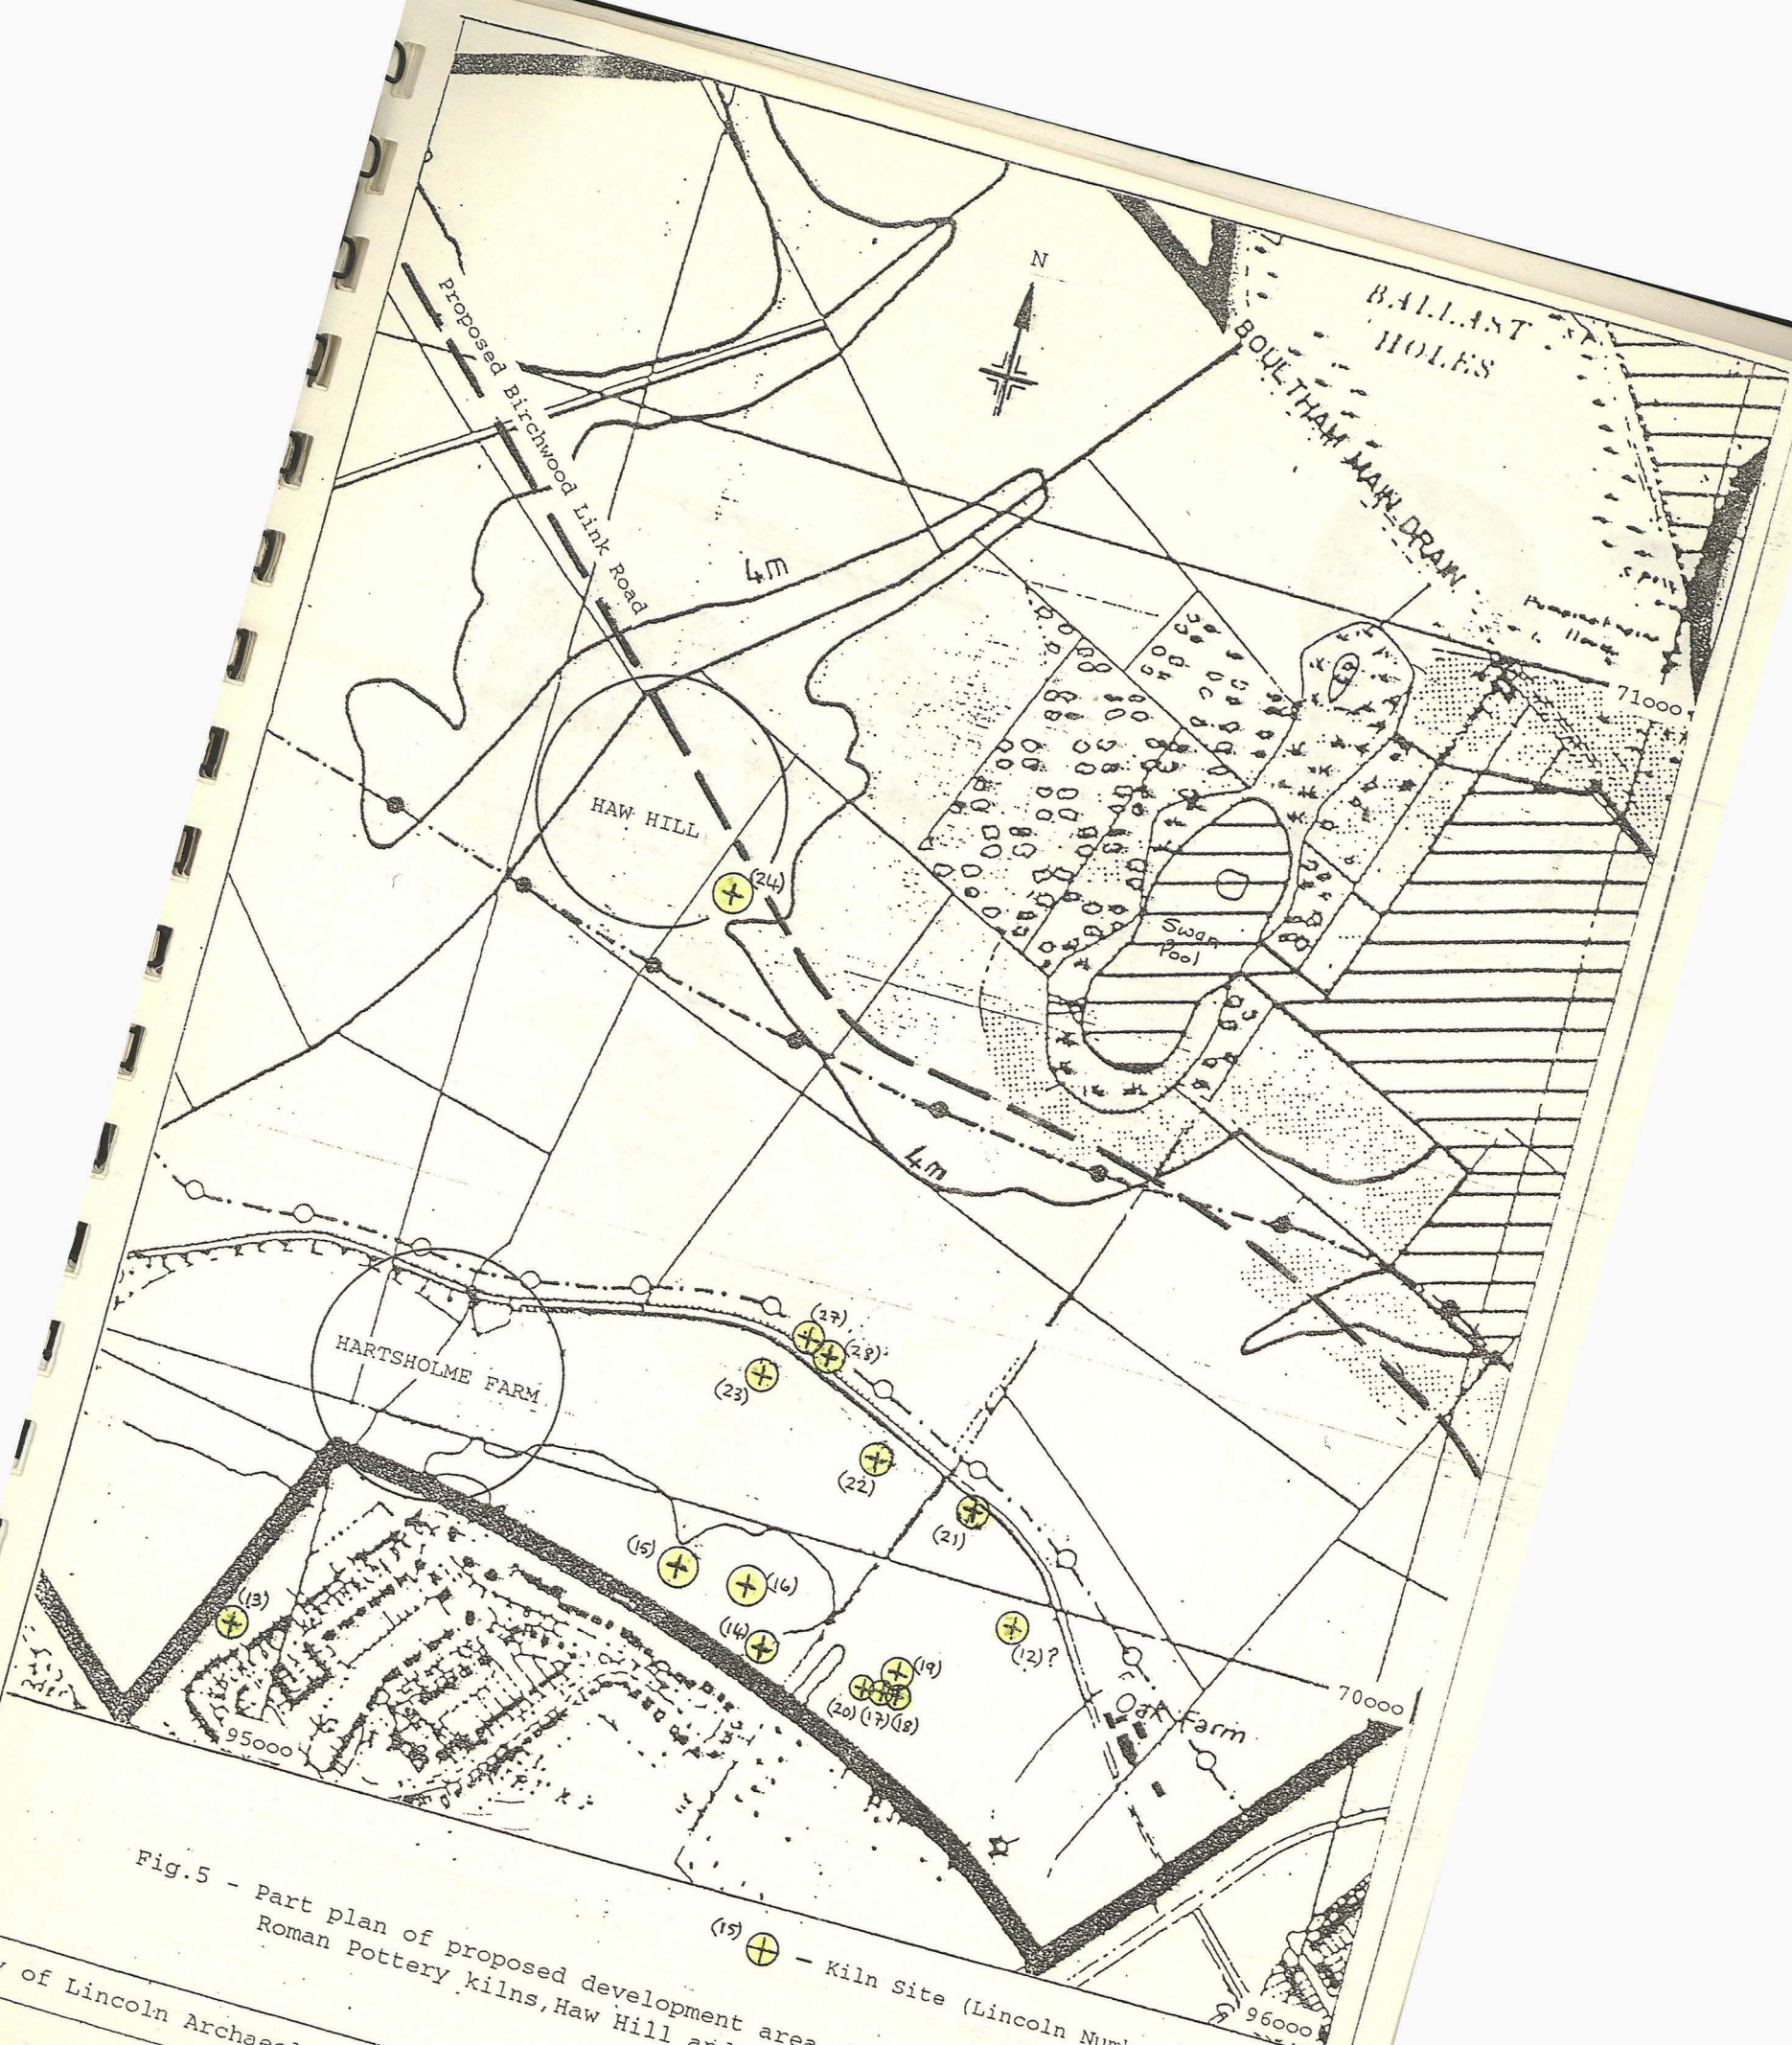 N
BALLAST
HOLES
BOULTHAM MAIN DRAIN
Proposed Birchwood Link Road
4m
71000
HAW HILL
(24)
Swan
Pool
4m
(27)
(28)
(23)
HARTSHOLME FARM
(22)
(21)
(15)
(16)
(13)
(14)
(12)?
(19)
(20) (17) (18)
70000
Oak Farm
95000
96000
(15) – Kiln Site (Lincoln
Fig.5 - Part plan of proposed development area
Roman Pottery kilns, Haw Hill
of Lincoln